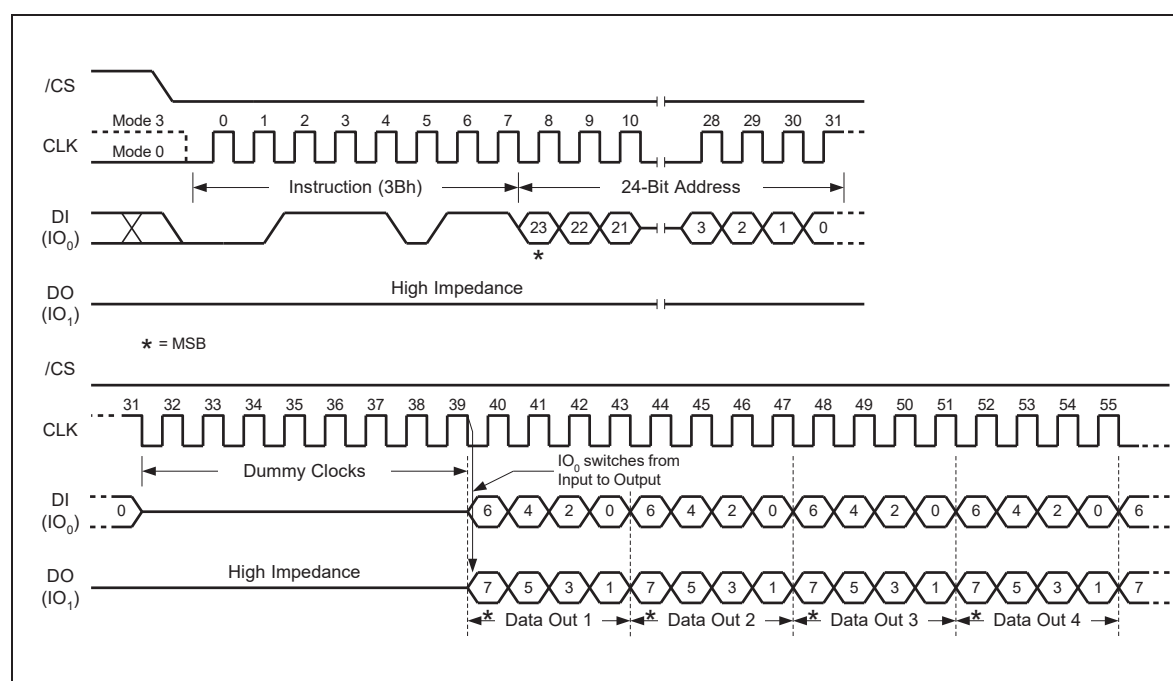 /CS
Mode 3 0 1 2 3 4 5 6 7 8 9 10 28 29 30 31
CLK
Mode 0
Instruction (3Bh) 24-Bit Address
DI
(IO0)
23 22 21 3 2 1 0
*
DO
(IO1)
High Impedance
* = MSB
/CS
31 32 33 34 35 36 37 38 39 40 41 42 43 44 45 46 47 48 49 50 51 52 53 54 55
CLK
Dummy Clocks
IO0 switches from
Input to Output
DI
(IO0)
0 6 4 2 0 6 4 2 0 6 4 2 0 6 4 2 0 6
DO
(IO1)
High Impedance
7 5 3 1 7 5 3 1 7 5 3 1 7 5 3 1 7
* Data Out 1 * Data Out 2 * Data Out 3 * Data Out 4